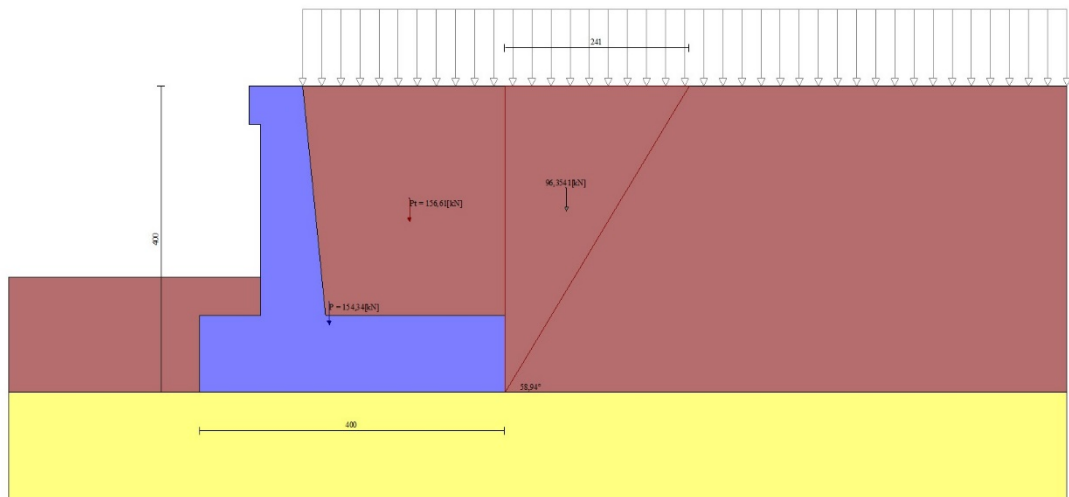 241
96,3541[kN]
Pt = 156,61[kN]
400
P = 154,34[kN]
58,94°
400